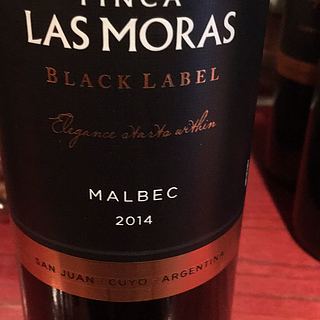 FINCA
LAS MORAS
BLACK LABEL
Elegance starts within
MALBEC
2014
SAN JUAN - CUYO - ARGENTINA